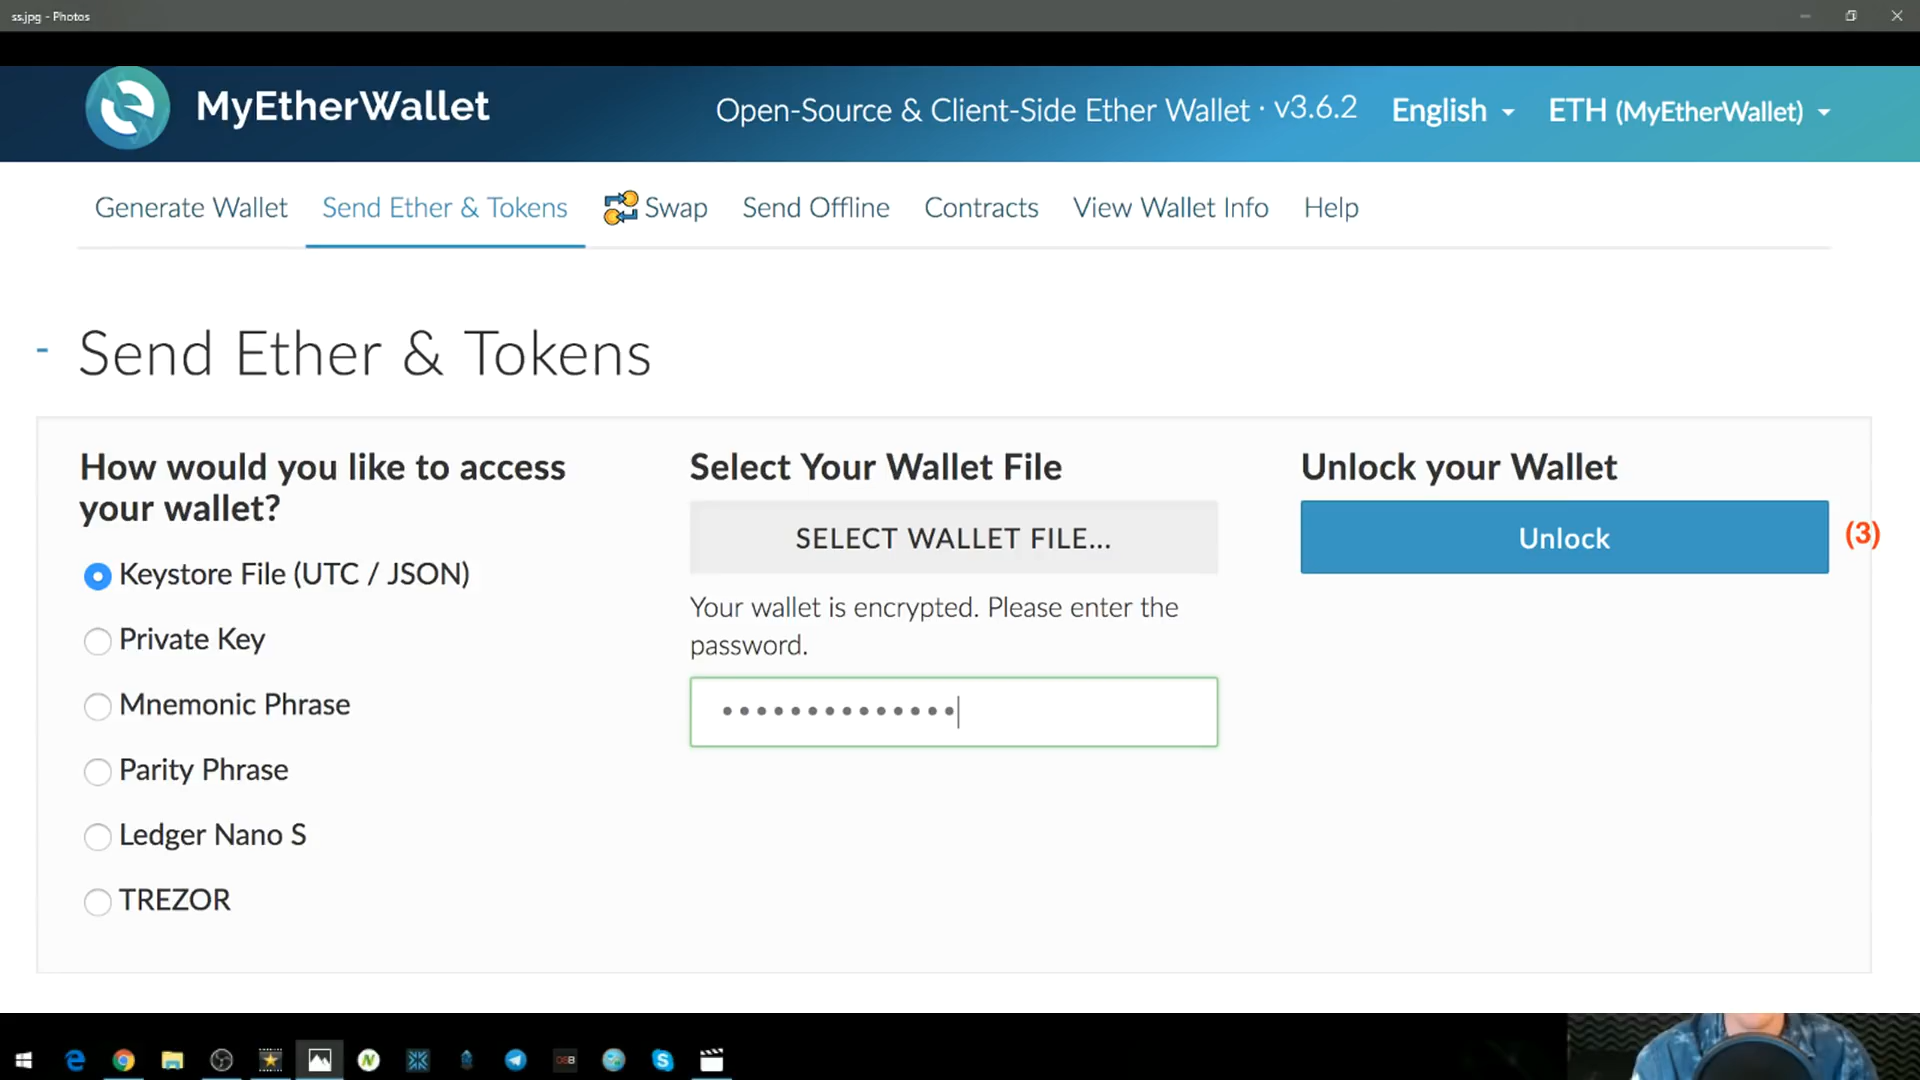 ss.jpg - Photos
MyEtherWallet
Open-Source & Client-Side Ether Wallet · v3.6.2
English
ETH (MyEtherWallet)
Generate Wallet
Send Ether & Tokens
Swap
Send Offline
Contracts
View Wallet Info
Help
- Send Ether & Tokens
How would you like to access
your wallet?
Keystore File (UTC / JSON)
Private Key
Mnemonic Phrase
Parity Phrase
Ledger Nano S
TREZOR
Select Your Wallet File
SELECT WALLET FILE...
Your wallet is encrypted. Please enter the
password.
Unlock your Wallet
Unlock
(3)
OSB